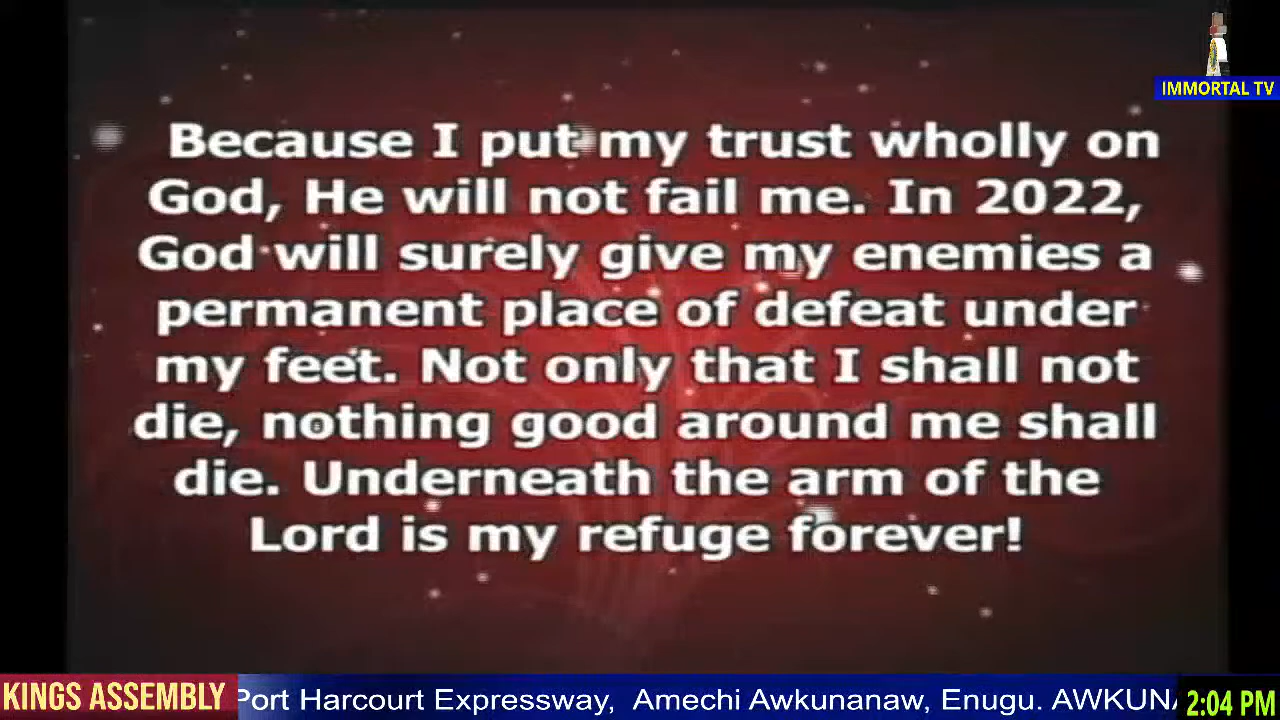 IMMORTAL TV
Because I put my trust wholly on
God, He will not fail me. In 2022,
God will surely give my enemies a
permanent place of defeat under
my feet. Not only that I shall not
die, nothing good around me shall
die. Underneath the arm of the
Lord is my refuge forever!
KINGS ASSEMBLY Port Harcourt Expressway, Amechi Awkunanaw, Enugu. AWKUNA 2:04 PM